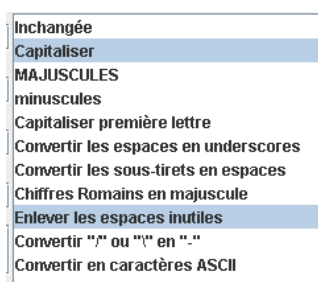 Inchangée
Capitaliser
MAJUSCULES
minuscules
Capitaliser première lettre
Convertir les espaces en underscores
Convertir les sous-tirets en espaces
Chiffres Romains en majuscule
Enlever les espaces inutiles
Convertir "/" ou "\" en "-"
Convertir en caractères ASCII